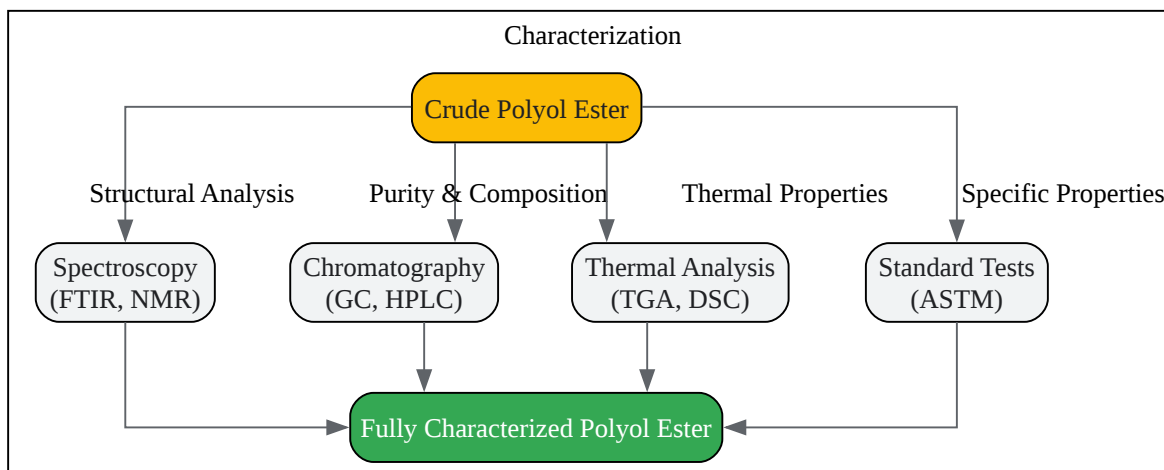 Characterization
Crude Polyol Ester
Structural Analysis
Purity & Composition
Thermal Properties
Specific Properties
Spectroscopy
(FTIR, NMR)
Chromatography
(GC, HPLC)
Thermal Analysis
(TGA, DSC)
Standard Tests
(ASTM)
Fully Characterized Polyol Ester